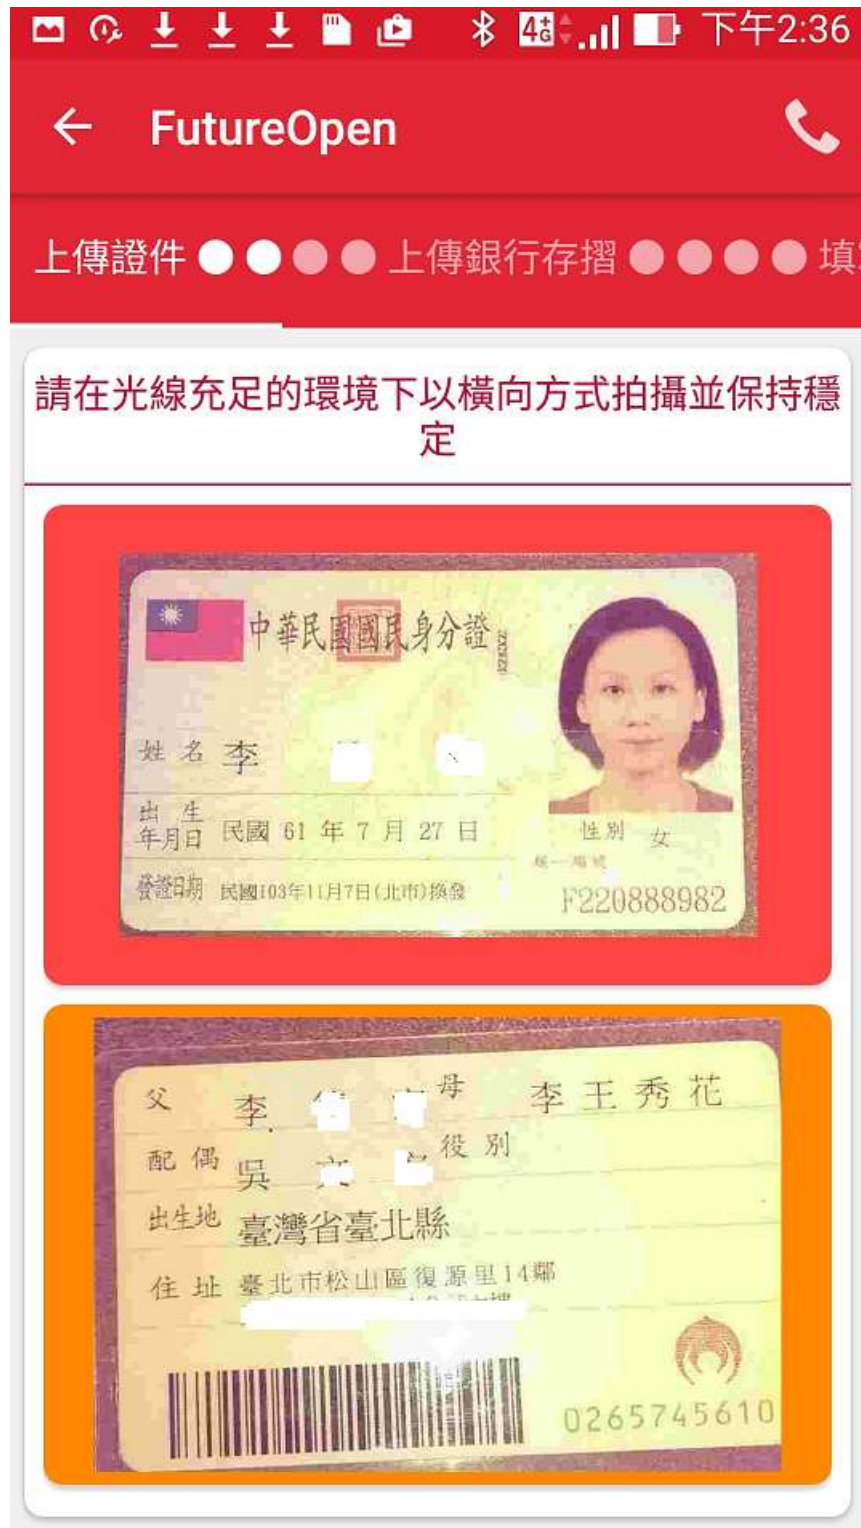 下午2:36
FutureOpen
上傳證件 上傳銀行存摺 填
請在光線充足的環境下以橫向方式拍攝並保持穩
定
中華民國國民身分證
姓名 李
出生
年月日 民國 61 年 7 月 27 日
性別 女
統一編號
發證日期 民國103年11月7日(北市)換發
F220888982
父 李 母 李王秀花
配偶 吳 役別
出生地 臺灣省臺北縣
住址 臺北市松山區復源里14鄰
0265745610